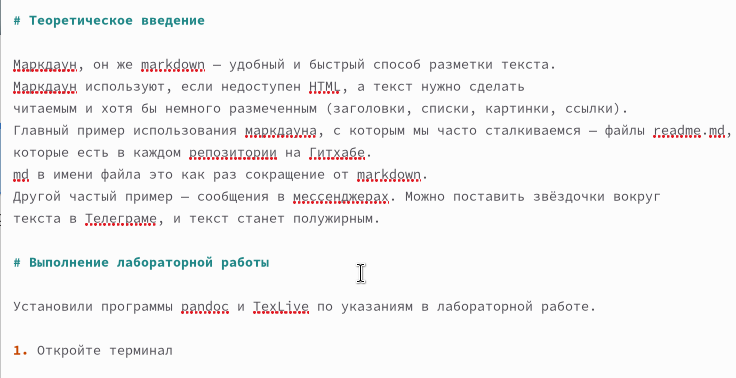 # Теоретическое введение
Маркдаун, он же markdown — удобный и быстрый способ разметки текста.
Маркдаун используют, если недоступен HTML, а текст нужно сделать
читаемым и хотя бы немного размеченным (заголовки, списки, картинки, ссылки).
Главный пример использования маркдауна, с которым мы часто сталкиваемся — файлы readme.md,
которые есть в каждом репозитории на Гитхабе.
md в имени файла это как раз сокращение от markdown.
Другой частый пример — сообщения в мессенджерах. Можно поставить звёздочки вокруг
текста в Телеграме, и текст станет полужирным.
# Выполнение лабораторной работы
Установили программы pandoc и TexLive по указаниям в лабораторной работе.
1. Откройте терминал